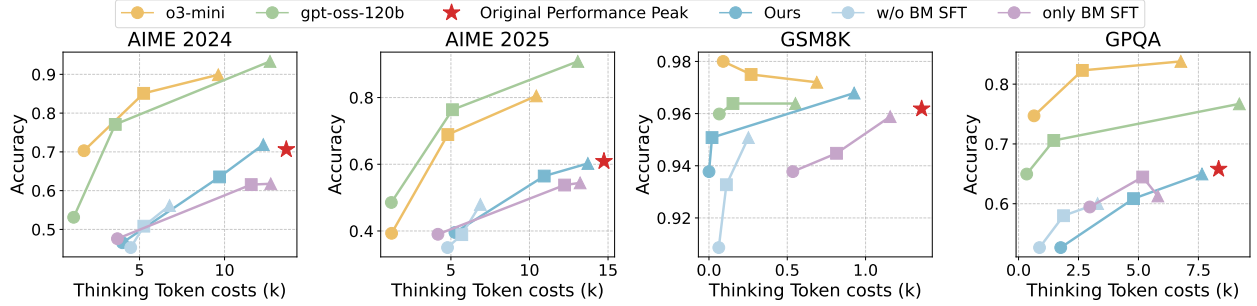 o3-mini gpt-oss-120b Original Performance Peak Ours w/o BM SFT only BM SFT
AIME 2024 AIME 2025 GSM8K GPQA
Accuracy
0.9
0.8
0.7
0.6
0.5
5 10
Thinking Token costs (k)
Accuracy
0.8
0.6
0.4
5 10 15
Thinking Token costs (k)
Accuracy
0.98
0.96
0.94
0.92
0.0 0.5 1.0
Thinking Token costs (k)
Accuracy
0.8
0.7
0.6
0.0 2.5 5.0 7.5
Thinking Token costs (k)